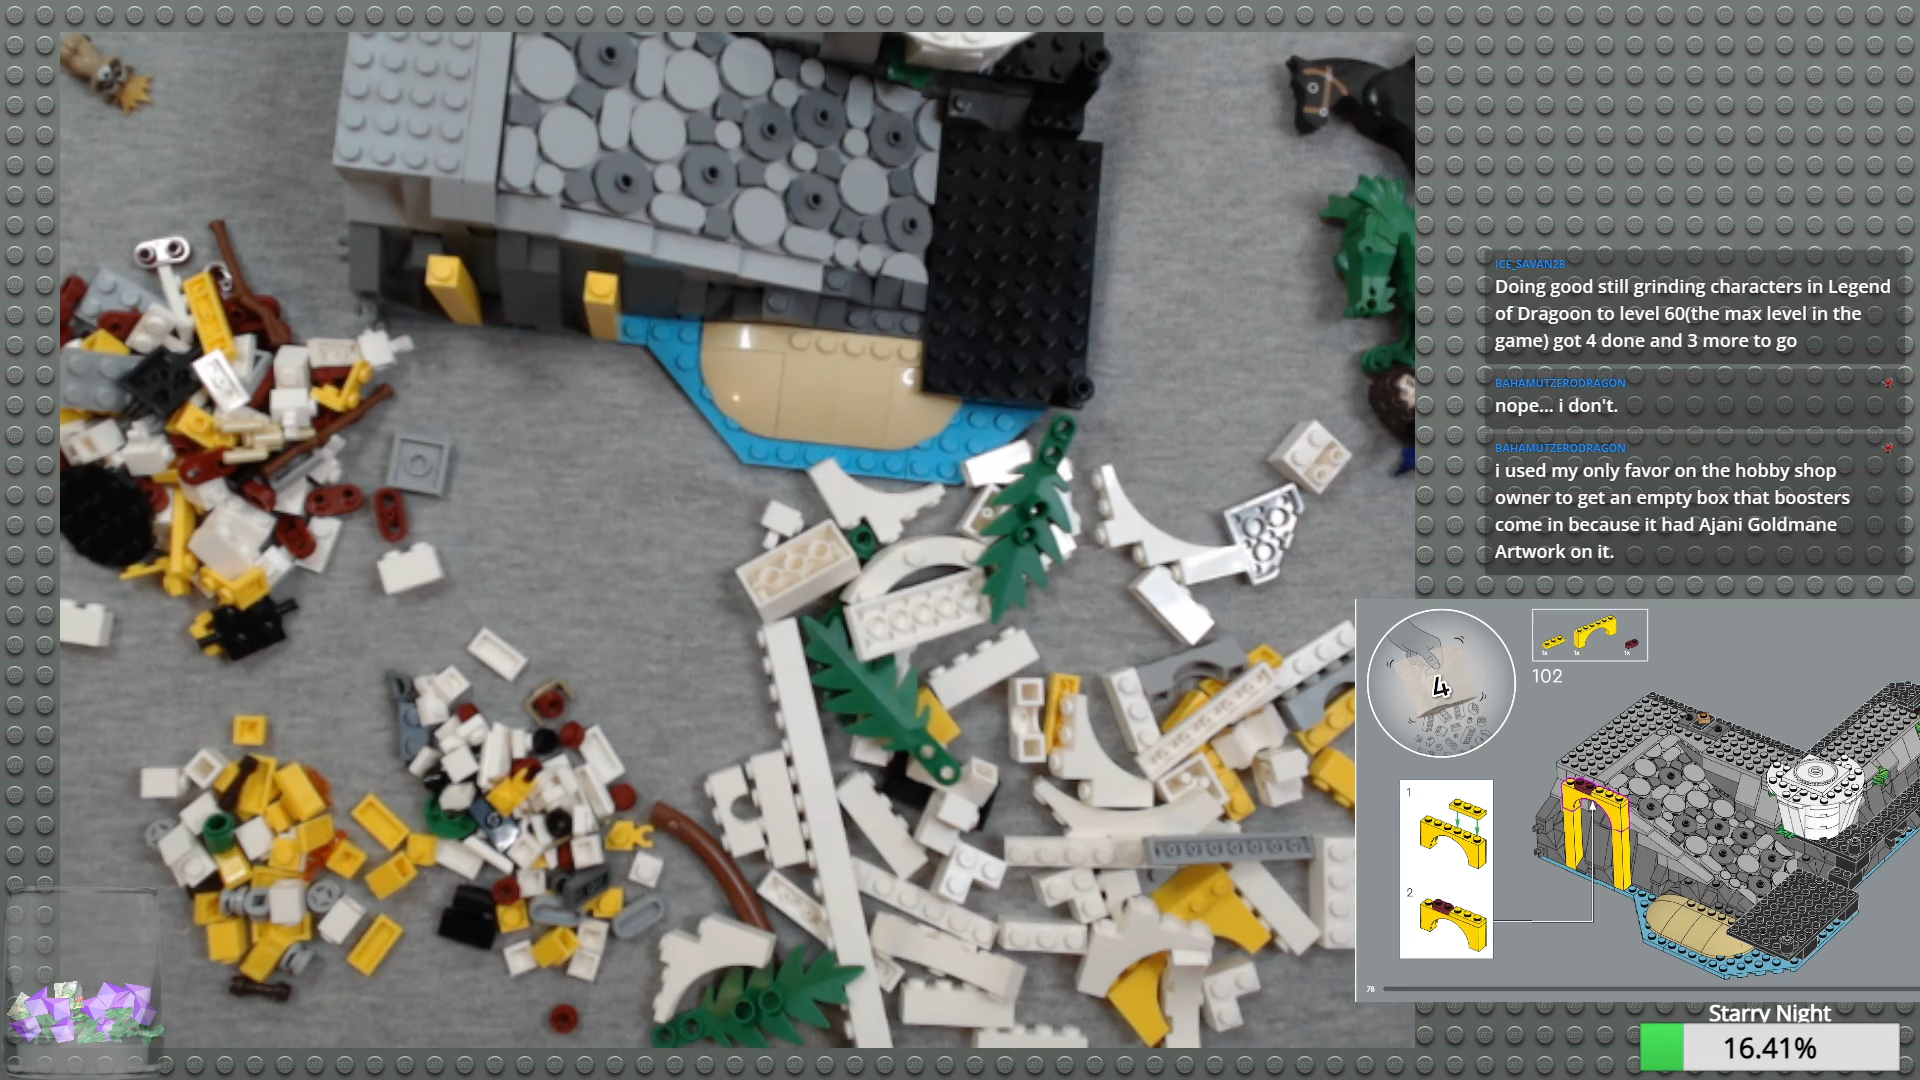 ICE_SAVAN28
Doing good still grinding characters in Legend
of Dragoon to level 60(the max level in the
game) got 4 done and 3 more to go
BAHAMUTZERODRAGON
nope... i don't.
BAHAMUTZERODRAGON
i used my only favor on the hobby shop
owner to get an empty box that boosters
come in because it had Ajani Goldmane
Artwork on it.
4
1x 1x 1x
102
1
2
78
Starry Night
16.41%